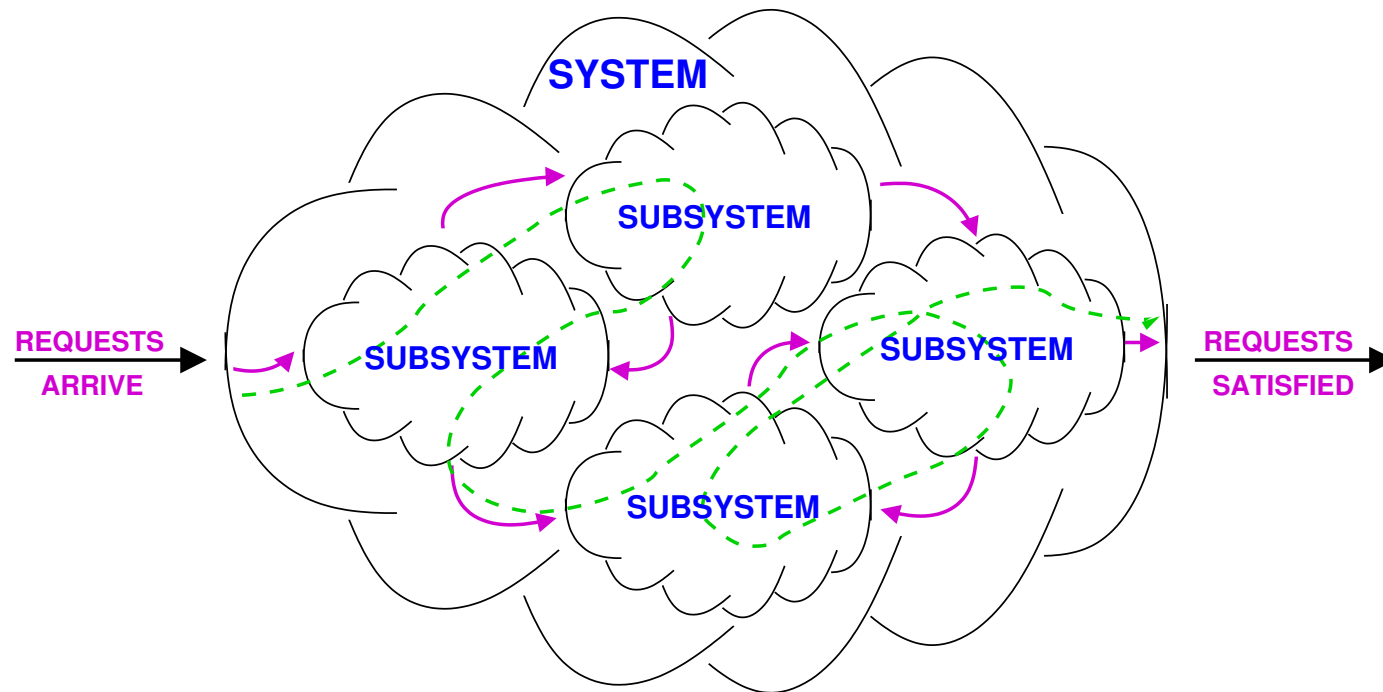 SYSTEM
SUBSYSTEM
REQUESTS
ARRIVE
SUBSYSTEM
SUBSYSTEM
REQUESTS
SATISFIED
SUBSYSTEM